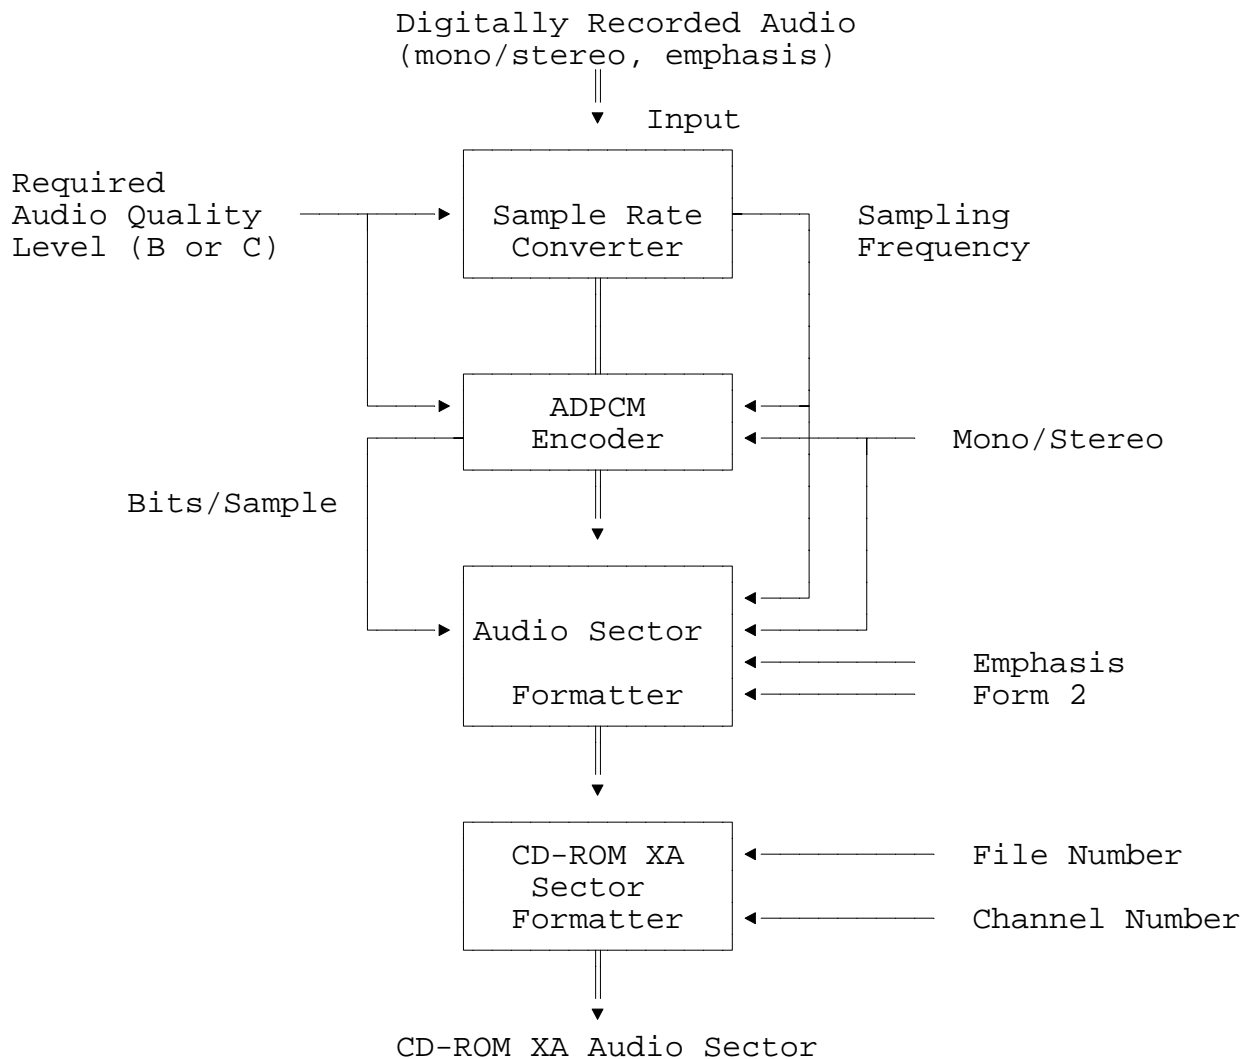 Digitally Recorded Audio
(mono/stereo, emphasis)
Input
Required
Audio Quality
Level (B or C)
Sample Rate
Converter
Sampling
Frequency
ADPCM
Encoder
Mono/Stereo
Bits/Sample
Audio Sector
Formatter
Emphasis
Form 2
CD-ROM XA
Sector
Formatter
File Number
Channel Number
CD-ROM XA Audio Sector